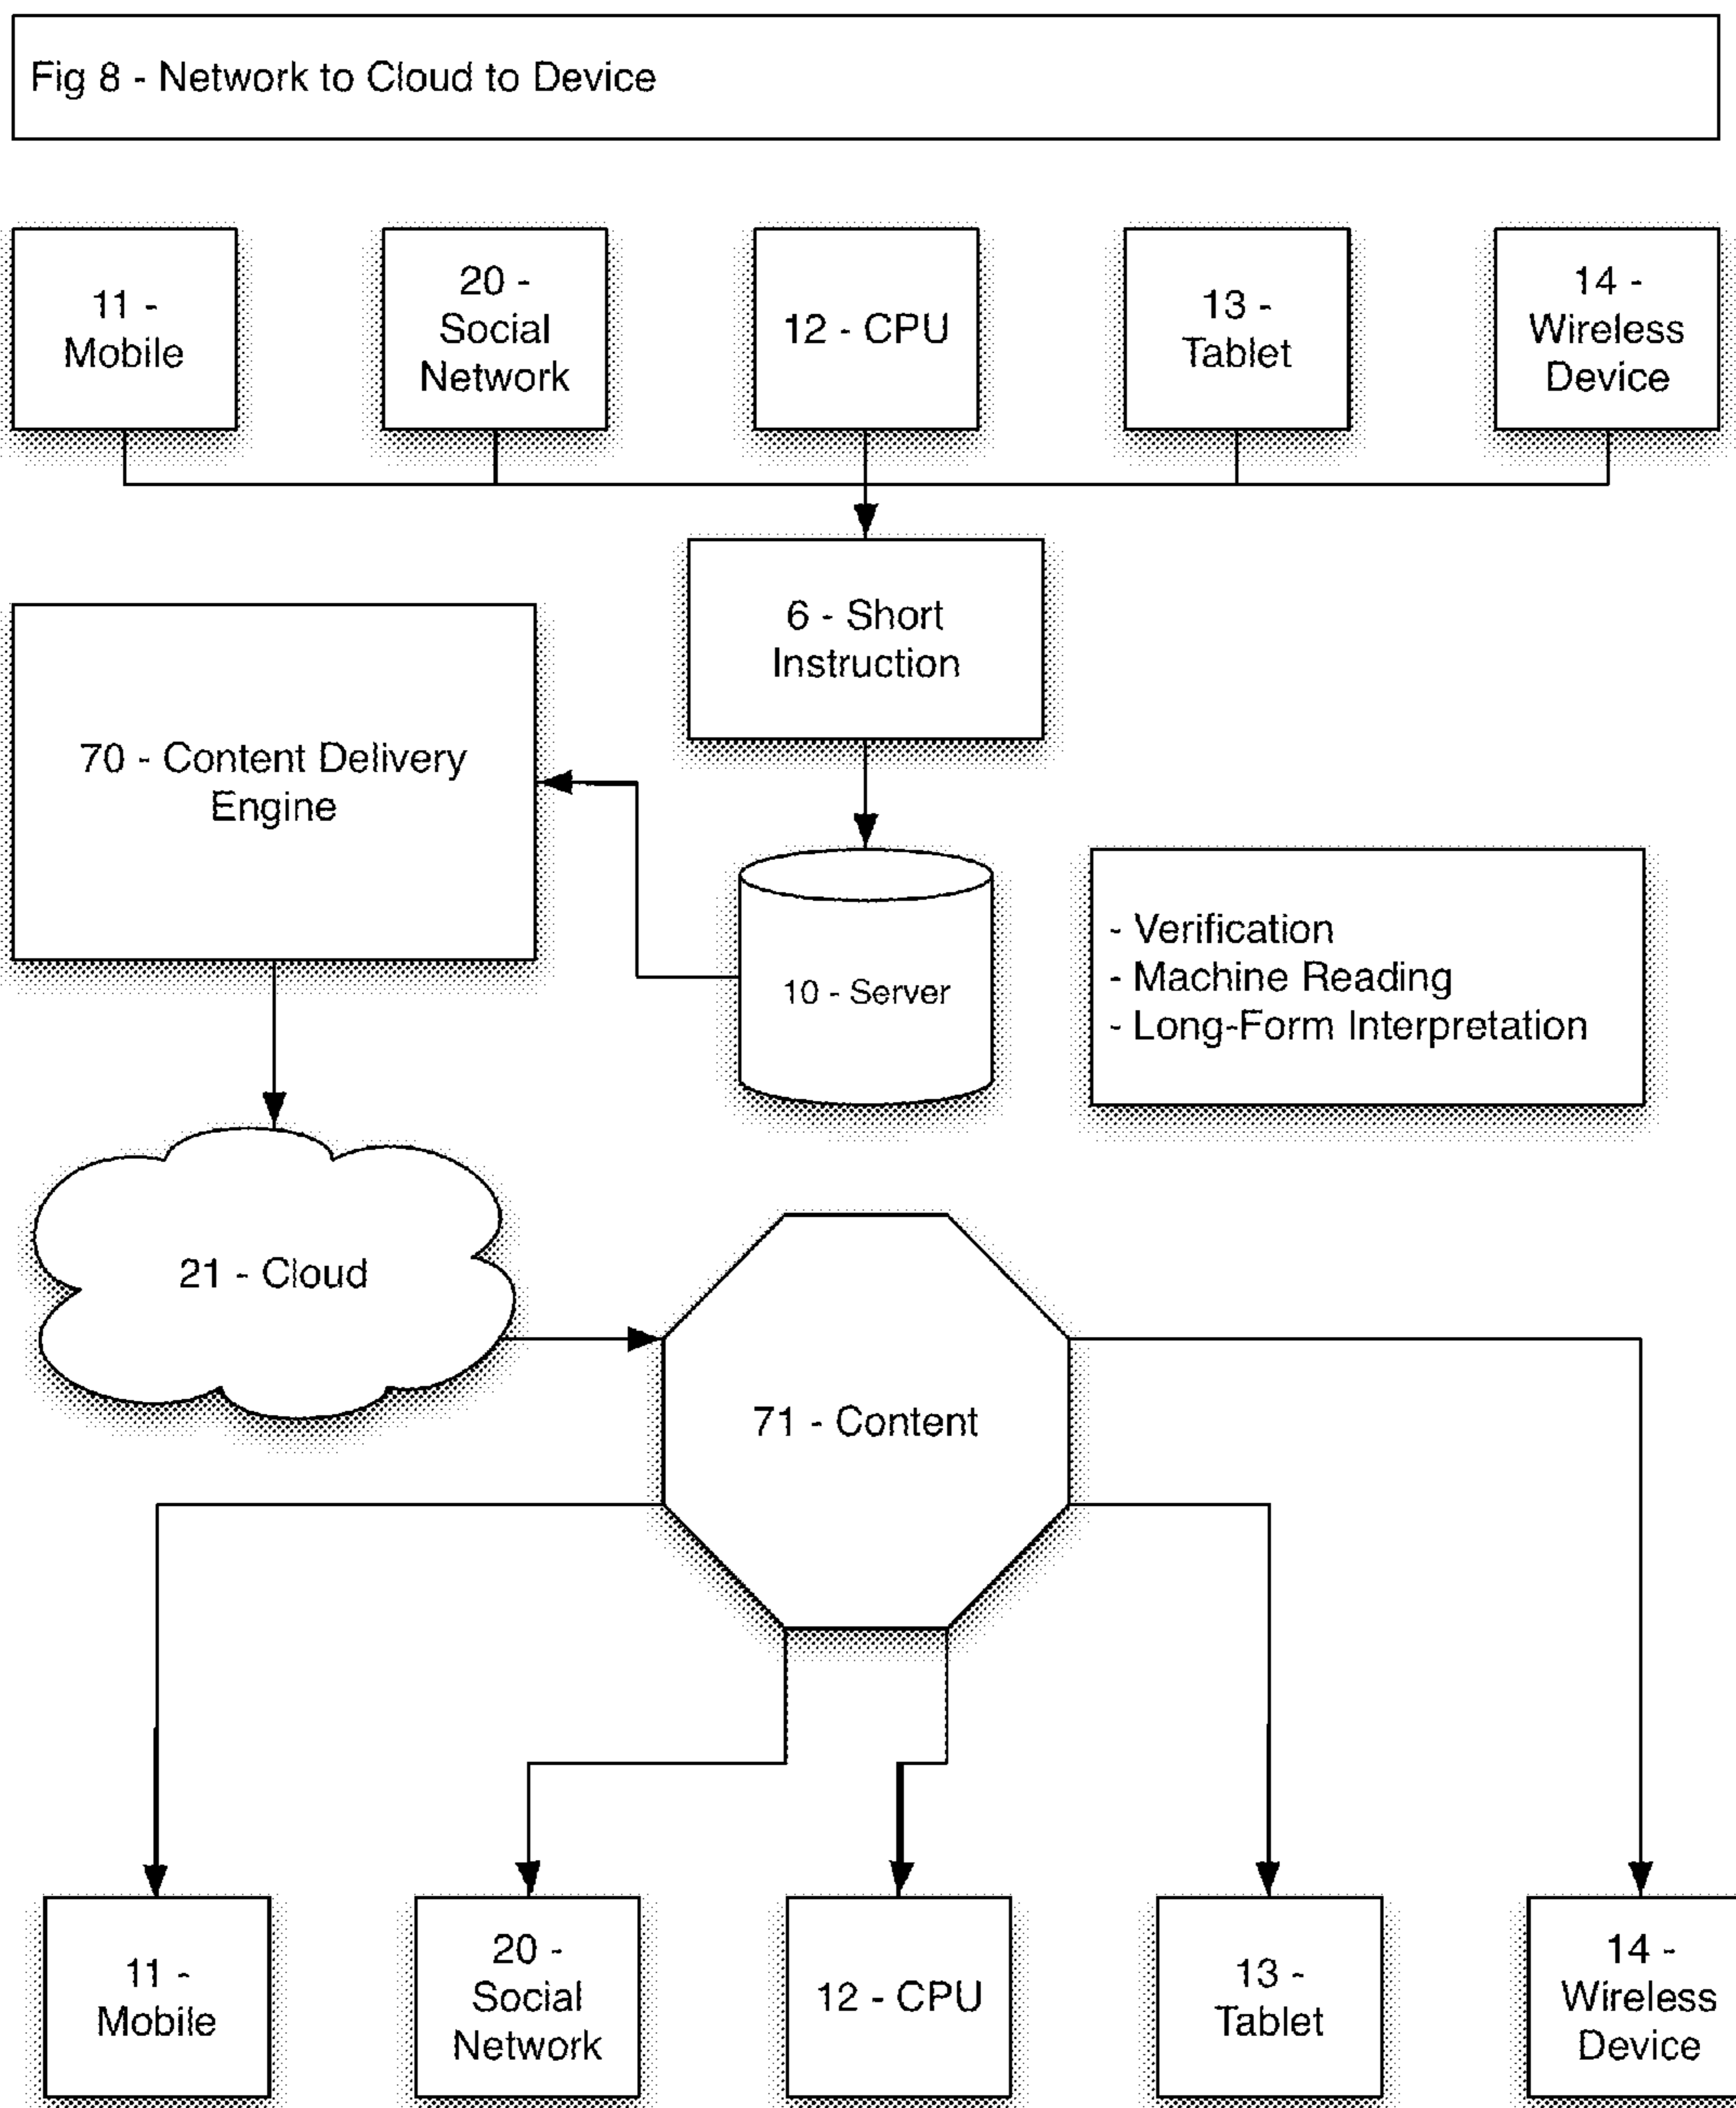 Fig 8 - Network to Cloud to Device
11 -
Mobile
20 -
Social
Network
12 - CPU
13 -
Tablet
14 -
Wireless
Device
6 - Short
Instruction
70 - Content Delivery
Engine
10 - Server
- Verification
- Machine Reading
- Long-Form Interpretation
21 - Cloud
71 - Content
11 -
Mobile
20 -
Social
Network
12 - CPU
13 -
Tablet
14 -
Wireless
Device